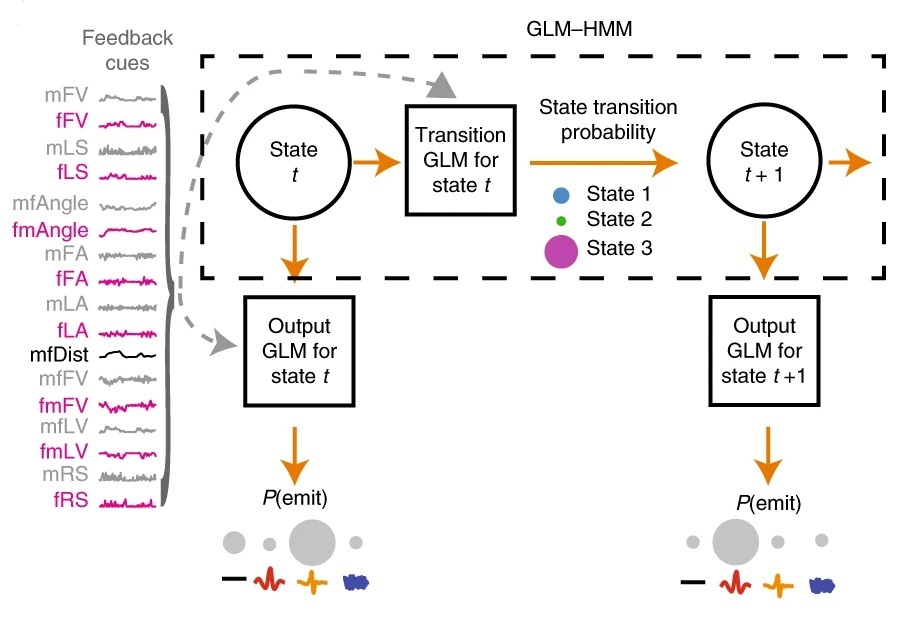 GLM–HMM
Feedback
cues
mFV
fFV
mLS
fLS
mfAngle
fmAngle
mFA
fFA
mLA
fLA
mfDist
mfFV
fmFV
mfLV
fmLV
mRS
fRS
State
t
Transition
GLM for
state t
State transition
probability
State 1
State 2
State 3
State
t + 1
Output
GLM for
state t
Output
GLM for
state t +1
P(emit)
P(emit)